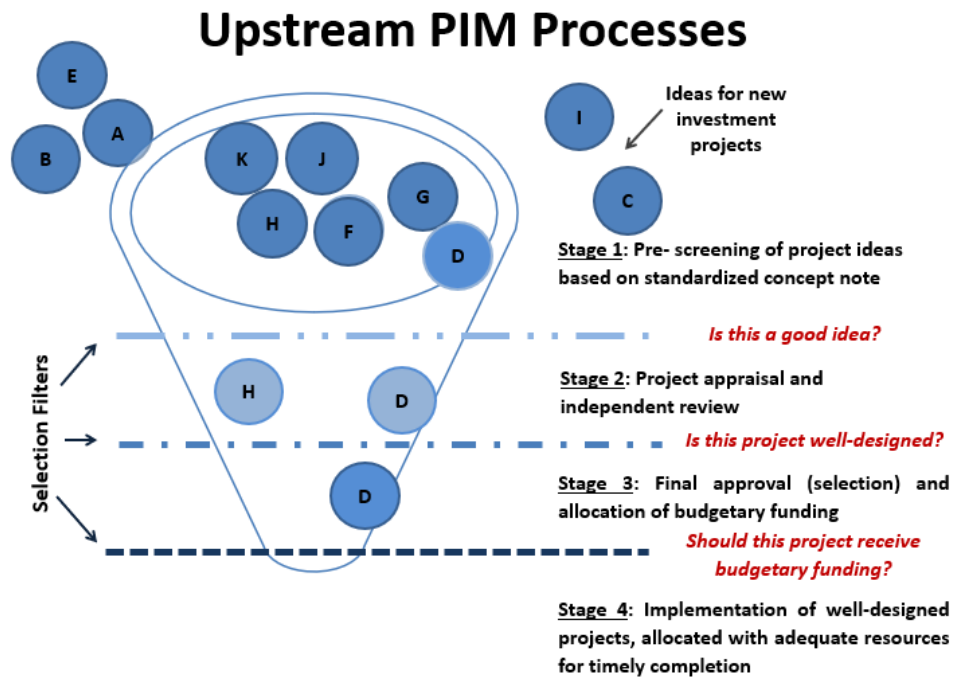 Upstream PIM Processes
E
A
B
K
J
H
F
G
D
I
C
Ideas for new
investment
projects
Stage 1: Pre- screening of project ideas
based on standardized concept note
Is this a good idea?
Selection Filters
H
D
Stage 2: Project appraisal and
independent review
Is this project well-designed?
D
Stage 3: Final approval (selection) and
allocation of budgetary funding
Should this project receive
budgetary funding?
Stage 4: Implementation of well-designed
projects, allocated with adequate resources
for timely completion